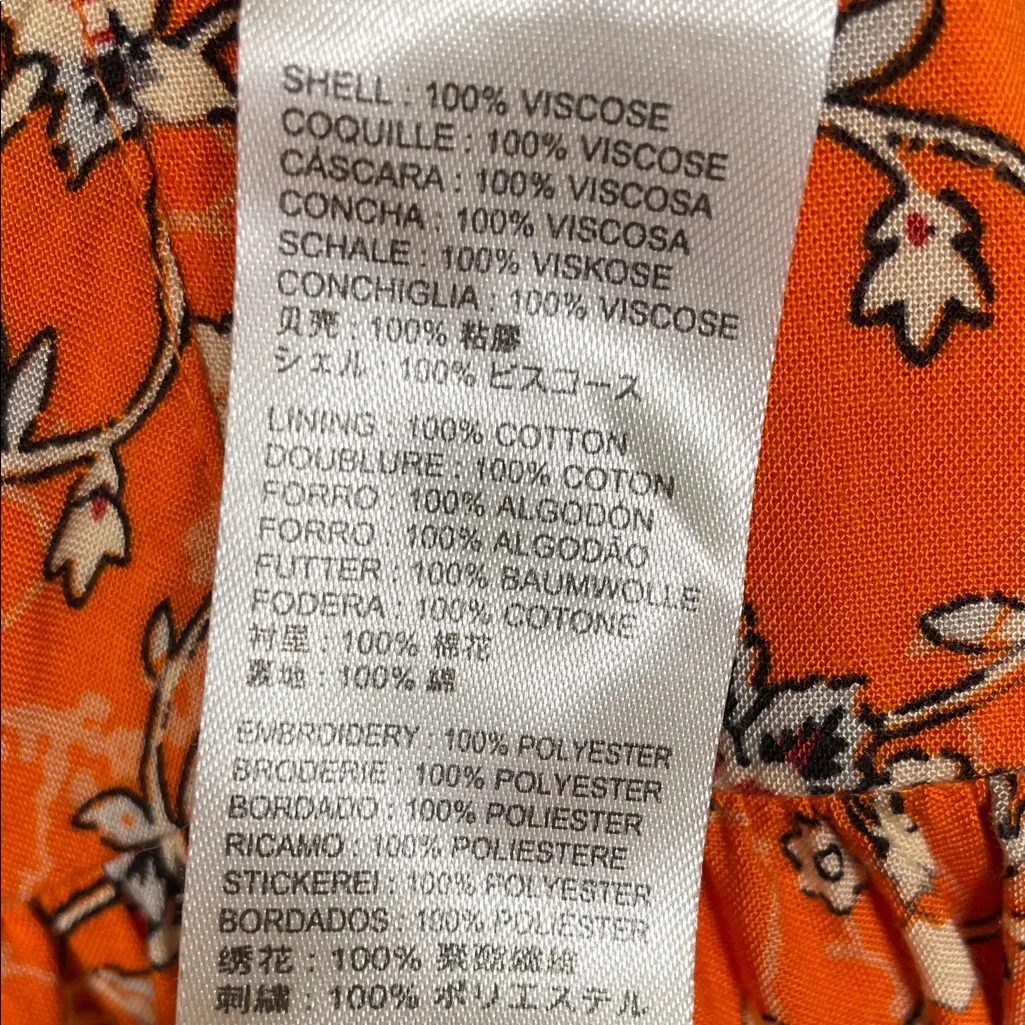 SHELL : 100% VISCOSE
COQUILLE : 100% VISCOSE
CÁSCARA : 100% VISCOSA
CONCHA : 100% VISCOSA
SCHALE : 100% VISKOSE
CONCHIGLIA : 100% VISCOSE
贝壳 : 100% 粘膠
シェル : 100% ビスコース
LINING : 100% COTTON
DOUBLURE : 100% COTON
FORRO : 100% ALGODÓN
FORRO : 100% ALGODÃO
FUTTER : 100% BAUMWOLLE
FODERA : 100% COTONE
衬里 : 100% 棉花
裏地 : 100% 綿
EMBROIDERY : 100% POLYESTER
BRODERIE : 100% POLYESTER
BORDADO : 100% POLIESTER
RICAMO : 100% POLIESTERE
STICKEREI : 100% POLYESTER
BORDADOS : 100% POLIESTER
绣花 : 100% 聚酯纖維
刺繍 : 100% ポリエステル